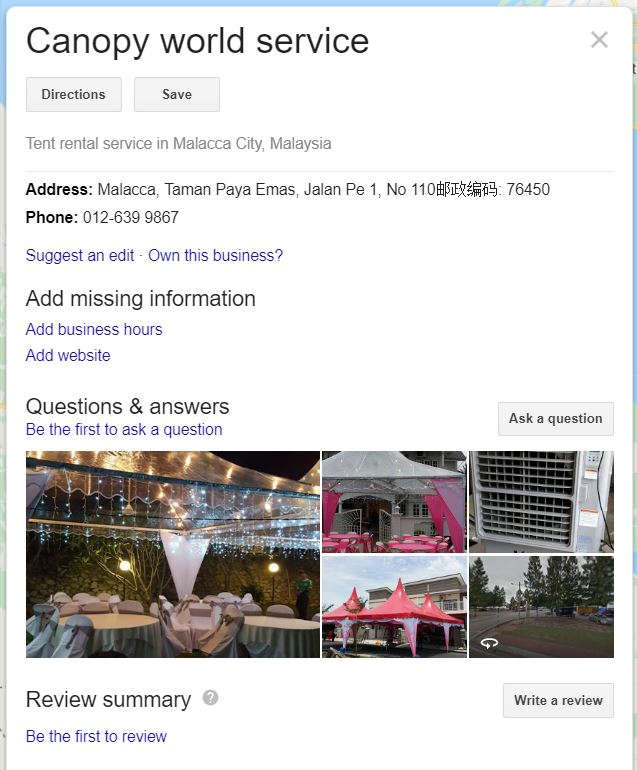 Canopy world service
Directions
Save
Tent rental service in Malacca City, Malaysia
Address: Malacca, Taman Paya Emas, Jalan Pe 1, No 110邮政编码: 76450
Phone: 012-639 9867
Suggest an edit · Own this business?
Add missing information
Add business hours
Add website
Questions & answers
Ask a question
Be the first to ask a question
Review summary
Write a review
Be the first to review